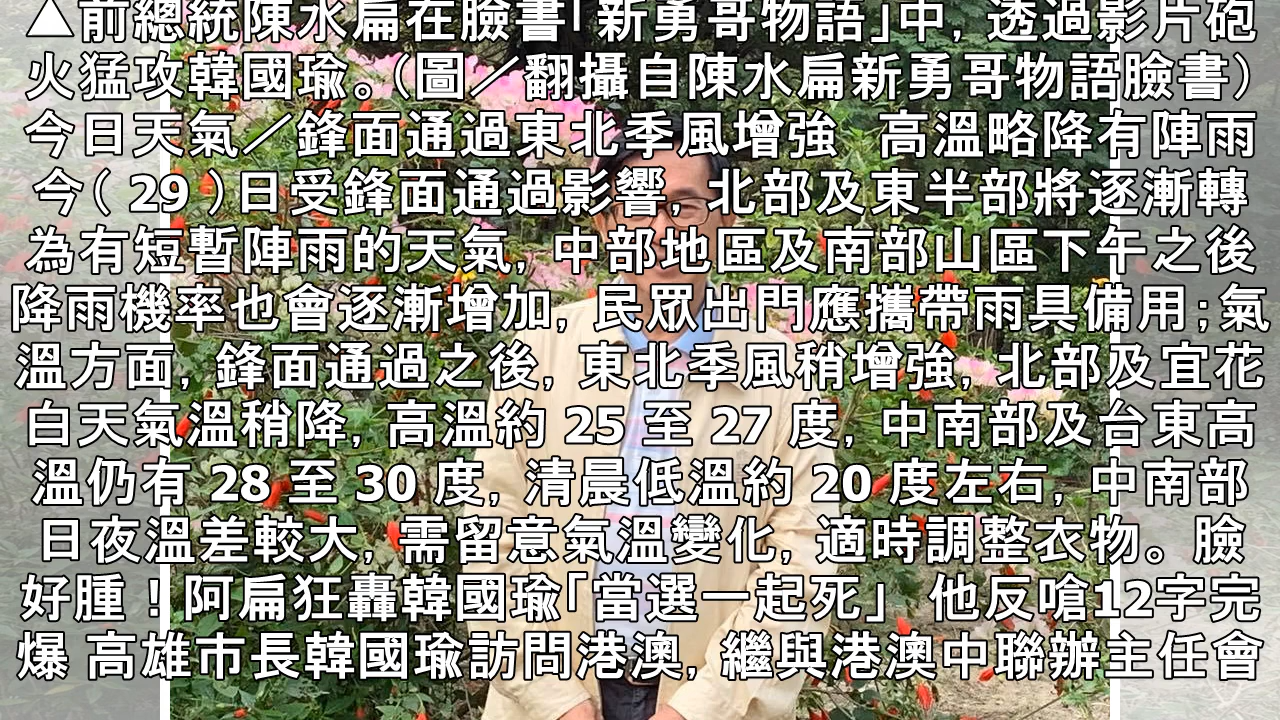 ▲前總統陳水扁在臉書「新勇哥物語」中, 透過影片砲
火猛攻韓國瑜。(圖／翻攝自陳水扁新勇哥物語臉書)
今日天氣／鋒面通過東北季風增強 高溫略降有陣雨
今( 29 )日受鋒面通過影響, 北部及東半部將逐漸轉
為有短暫陣雨的天氣, 中部地區及南部山區下午之後
降雨機率也會逐漸增加, 民眾出門應攜帶雨具備用;氣
溫方面, 鋒面通過之後, 東北季風稍增強, 北部及宜花
白天氣溫稍降, 高溫約 25 至 27 度, 中南部及台東高
溫仍有 28 至 30 度, 清晨低溫約 20 度左右, 中南部
日夜溫差較大, 需留意氣溫變化, 適時調整衣物。臉
好腫！阿扁狂轟韓國瑜「當選一起死」 他反嗆12字完
爆 高雄市長韓國瑜訪問港澳, 繼與港澳中聯辦主任會